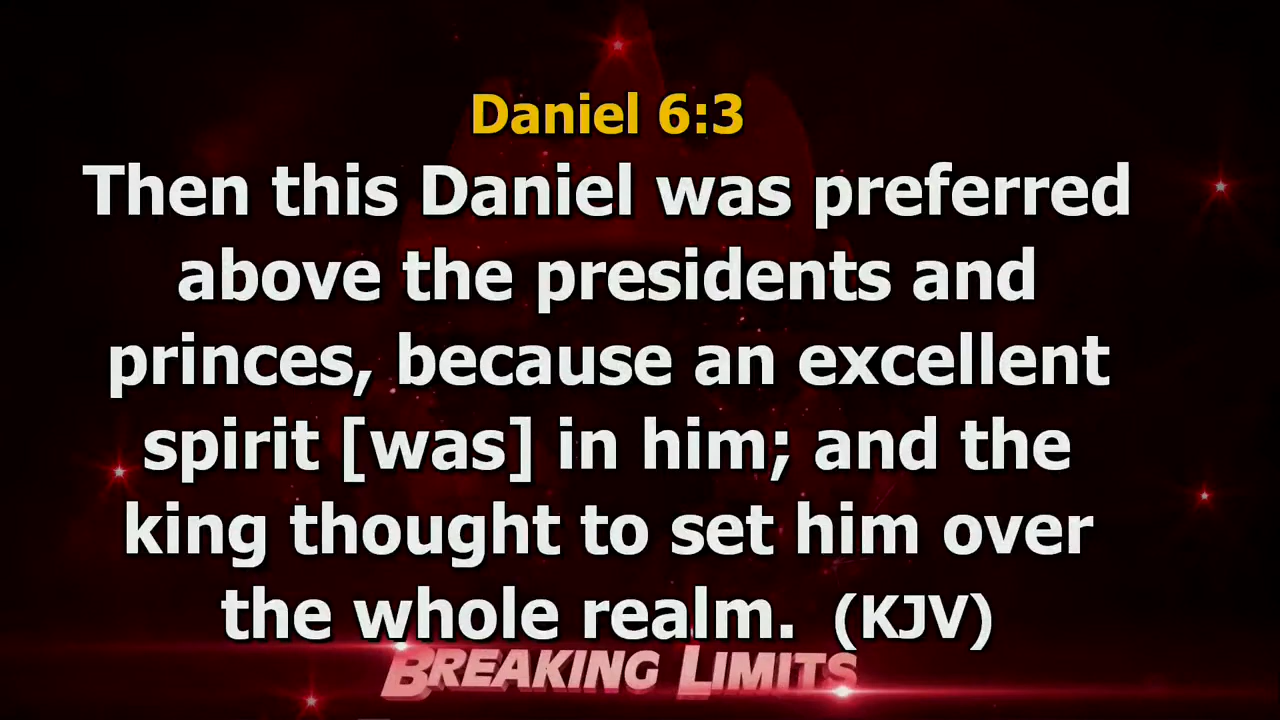 Daniel 6:3
Then this Daniel was preferred
above the presidents and
princes, because an excellent
spirit [was] in him; and the
king thought to set him over
the whole realm. (KJV)
BREAKING LIMITS